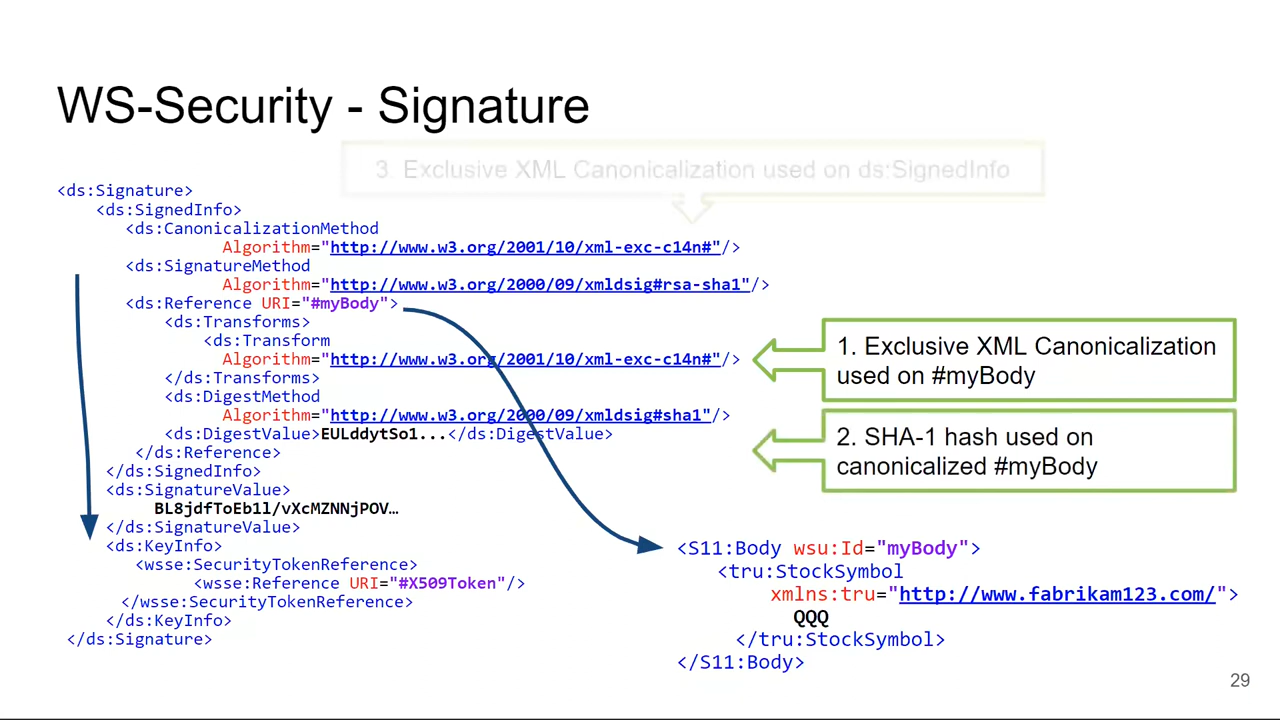 WS-Security - Signature
3. Exclusive XML Canonicalization used on ds:SignedInfo
<ds:Signature>
<ds:SignedInfo>
<ds:CanonicalizationMethod
Algorithm="http://www.w3.org/2001/10/xml-exc-c14n#"/>
<ds:SignatureMethod
Algorithm="http://www.w3.org/2000/09/xmldsig#rsa-sha1"/>
<ds:Reference URI="#myBody">
<ds:Transforms>
<ds:Transform
Algorithm="http://www.w3.org/2001/10/xml-exc-c14n#"/>
</ds:Transforms>
<ds:DigestMethod
Algorithm="http://www.w3.org/2000/09/xmldsig#sha1"/>
<ds:DigestValue>EULddytSo1...</ds:DigestValue>
</ds:Reference>
</ds:SignedInfo>
<ds:SignatureValue>
BL8jdfToEb1l/vXcMZNNjPOV…
</ds:SignatureValue>
<ds:KeyInfo>
<wsse:SecurityTokenReference>
<wsse:Reference URI="#X509Token"/>
</wsse:SecurityTokenReference>
</ds:KeyInfo>
</ds:Signature>
1. Exclusive XML Canonicalization
used on #myBody
2. SHA-1 hash used on
canonicalized #myBody
<S11:Body wsu:Id="myBody">
<tru:StockSymbol
xmlns:tru="http://www.fabrikam123.com/">
QQQ
</tru:StockSymbol>
</S11:Body>
29